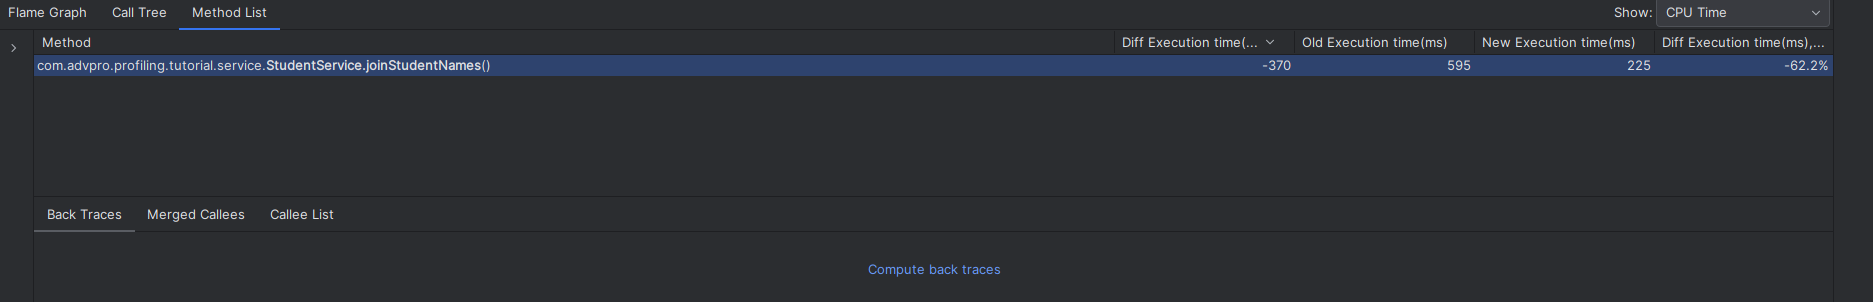 Flame Graph Call Tree Method List Show: CPU Time
Method Diff Execution time(... Old Execution time(ms) New Execution time(ms) Diff Execution time(ms),...
com.advpro.profiling.tutorial.service.StudentService.joinStudentNames() -370 595 225 -62.2%
Back Traces Merged Callees Callee List
Compute back traces